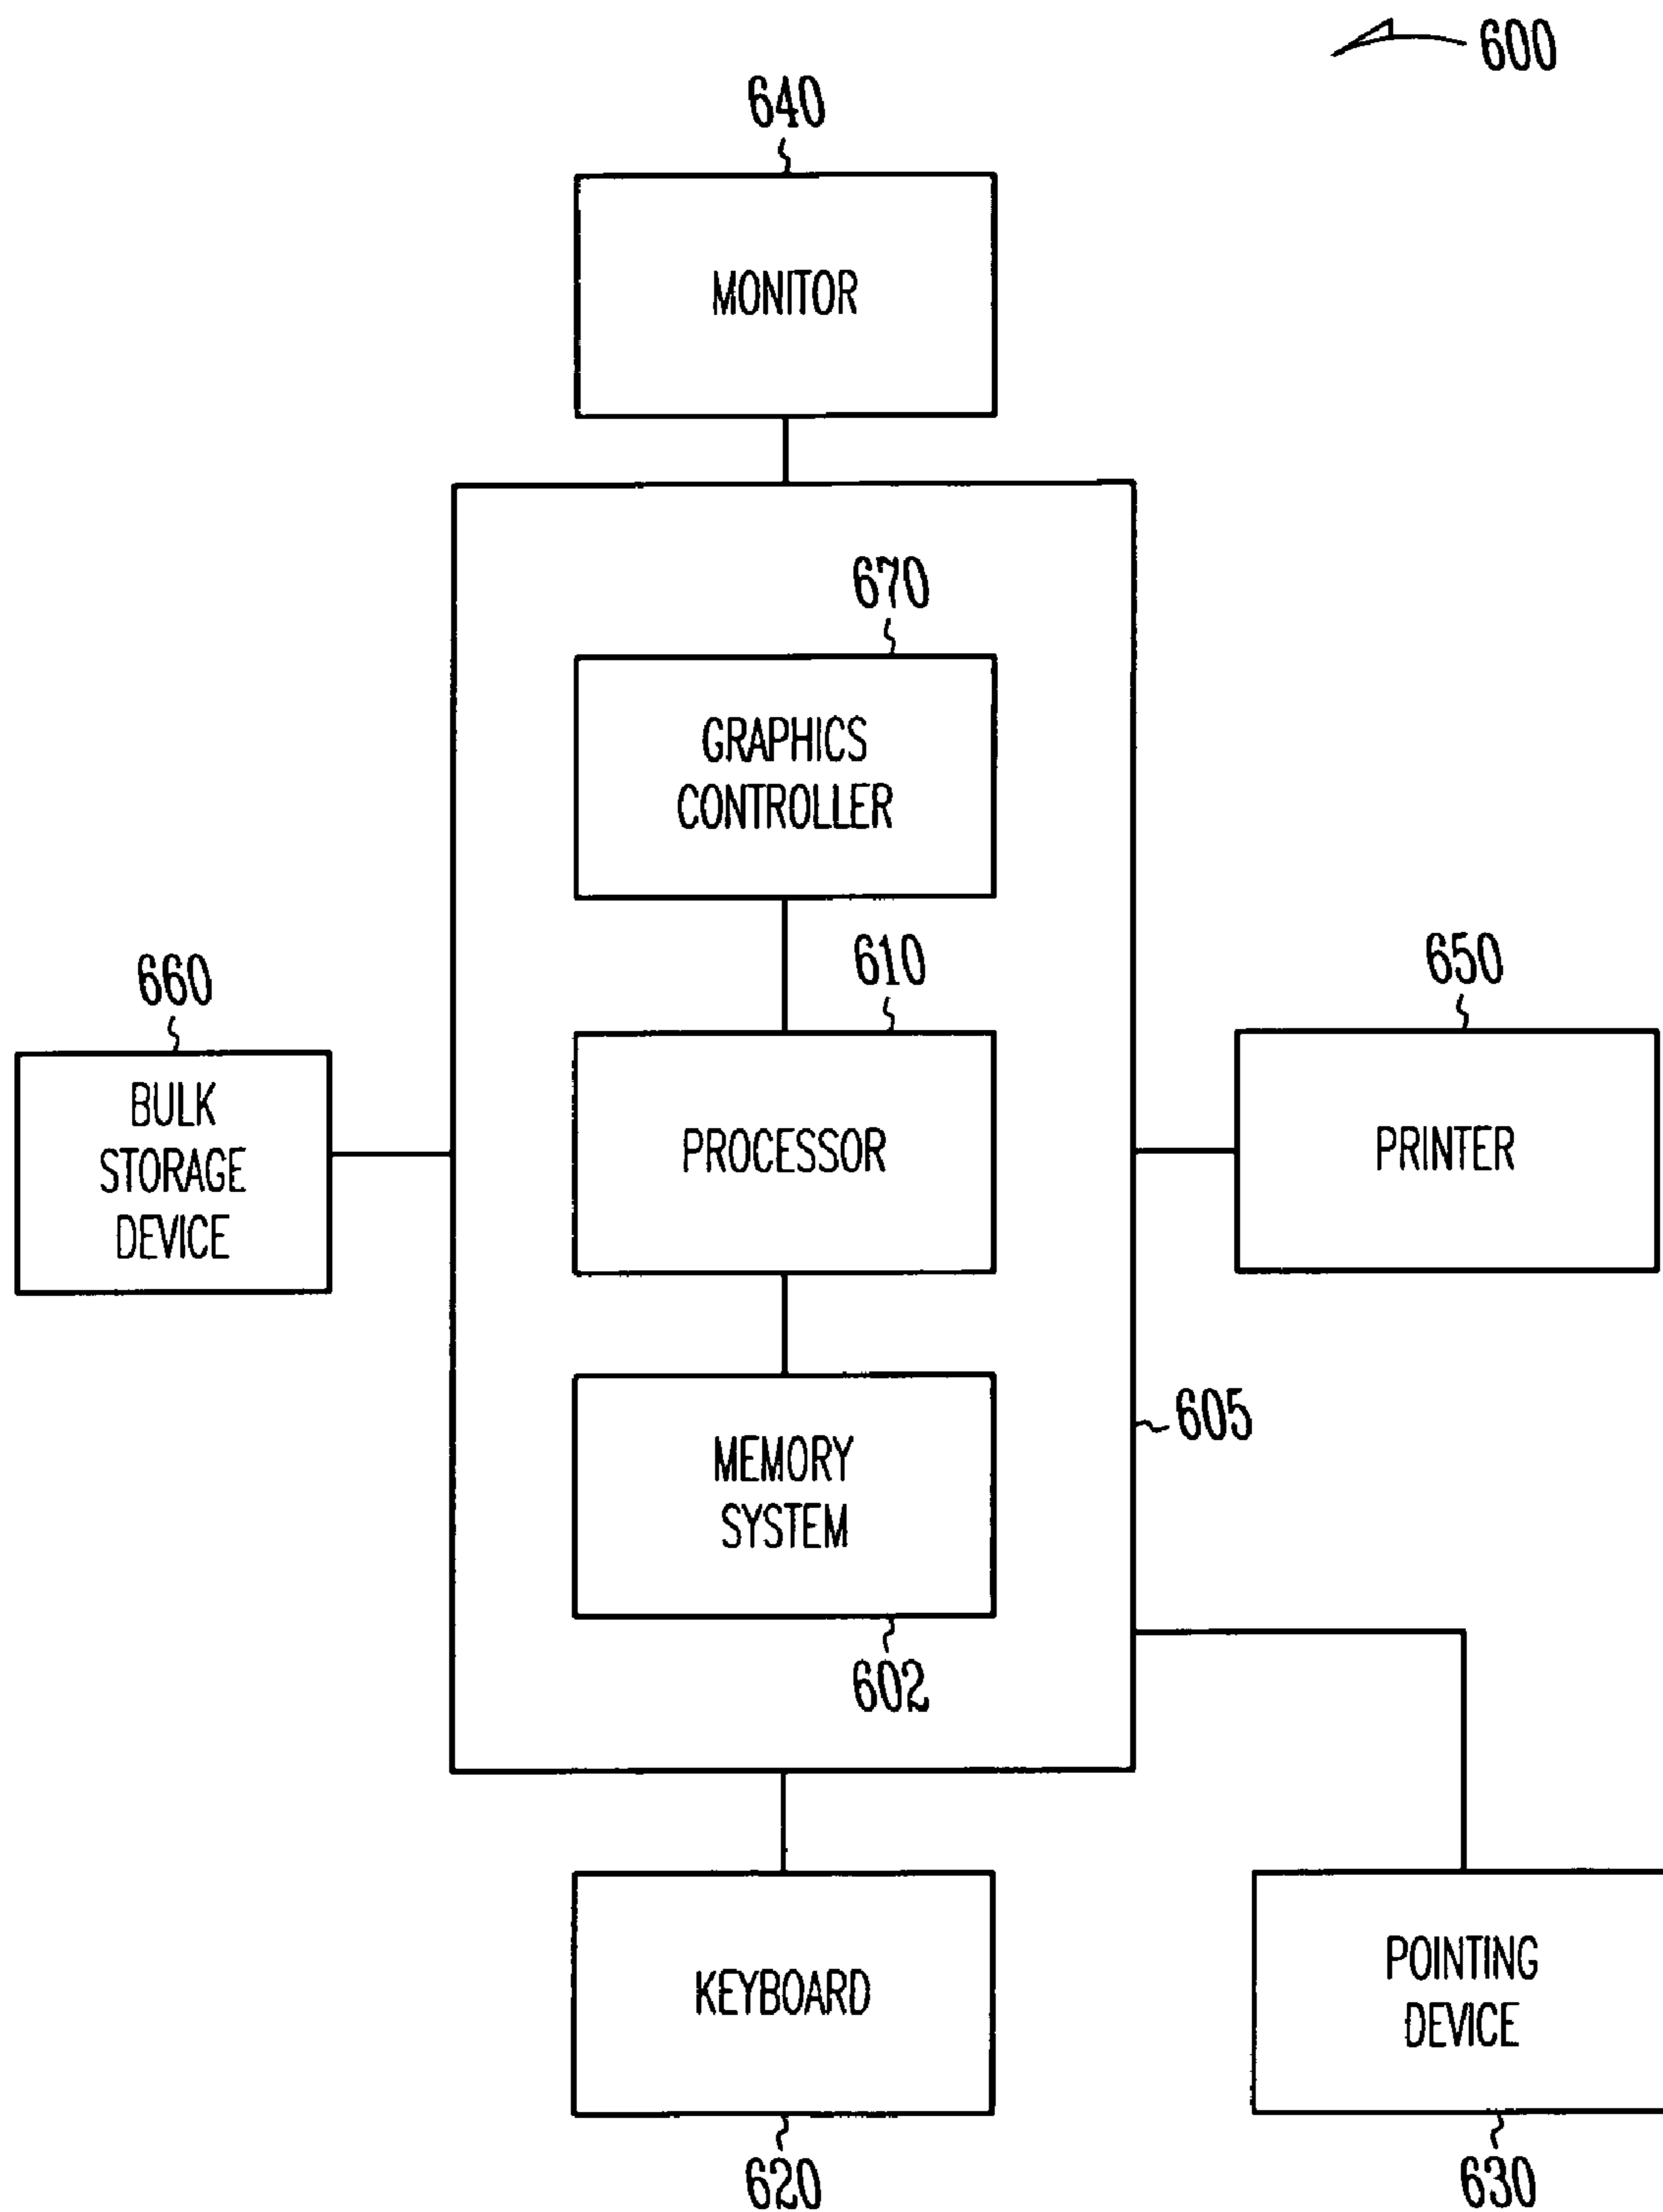 600
640
MONITOR
670
GRAPHICS
CONTROLLER
610
PROCESSOR
660
BULK
STORAGE
DEVICE
650
PRINTER
605
MEMORY
SYSTEM
602
KEYBOARD
620
POINTING
DEVICE
630